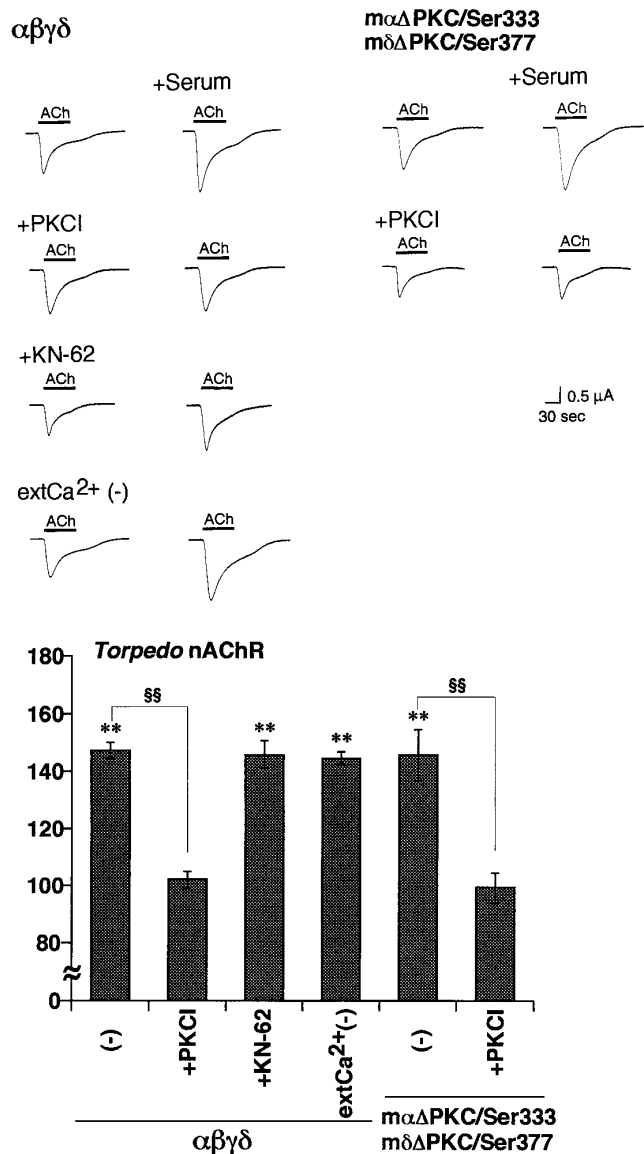 αβγδ
mαΔPKC/Ser333
mδΔPKC/Ser377
+Serum
+Serum
ACh
ACh
ACh
ACh
+PKCI
+PKCI
ACh
ACh
ACh
ACh
+KN-62
ACh
ACh
0.5 μA
30 sec
extCa2+ (-)
ACh
ACh
Torpedo nAChR
180
160
140
120
100
80
0
§§
§§
**
**
**
**
(-)
+PKCI
+KN-62
extCa2+(-)
(-)
+PKCI
αβγδ
mαΔPKC/Ser333
mδΔPKC/Ser377